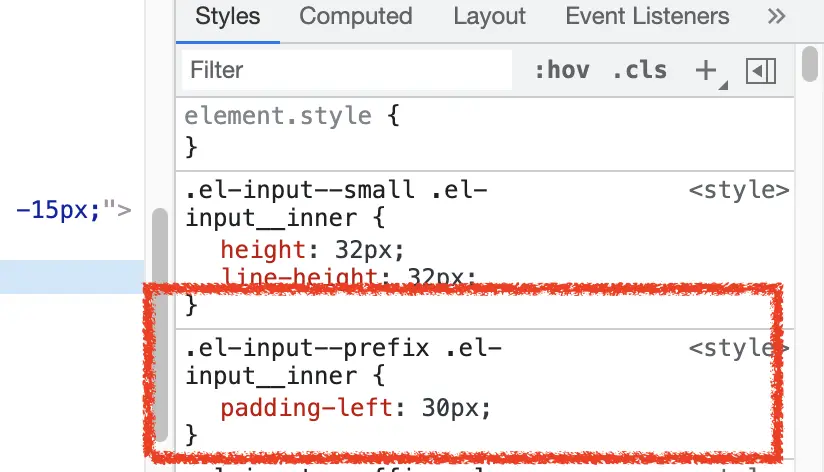 Styles Computed Layout Event Listeners »
Filter :hov .cls +
element.style {
}
-15px;">
.el-input--small .el- <style>
input__inner {
height: 32px;
line-height: 32px;
}
.el-input--prefix .el- <style>
input__inner {
padding-left: 30px;
}